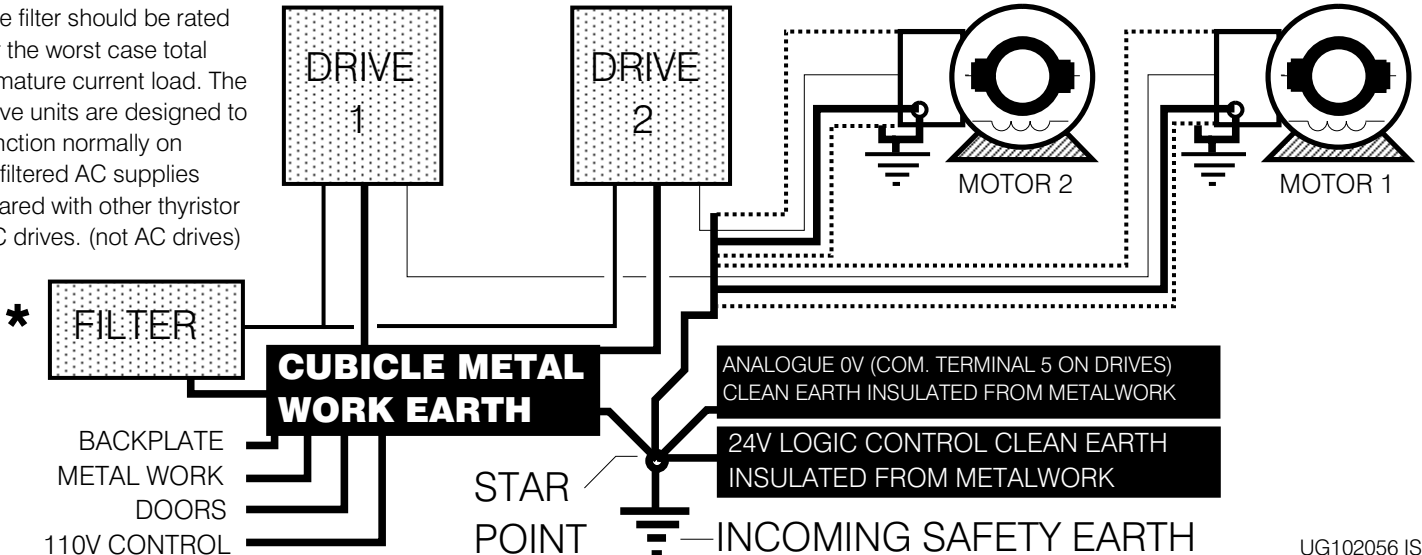 e filter should be rated
the worst case total
mature current load. The
ve units are designed to
nction normally on
filtered AC supplies
ared with other thyristor
C drives. (not AC drives)
DRIVE
1
DRIVE
2
MOTOR 2
MOTOR 1
* FILTER
CUBICLE METAL
WORK EARTH
ANALOGUE 0V (COM. TERMINAL 5 ON DRIVES)
CLEAN EARTH INSULATED FROM METALWORK
24V LOGIC CONTROL CLEAN EARTH
INSULATED FROM METALWORK
BACKPLATE
METAL WORK
DOORS
110V CONTROL
STAR
POINT
INCOMING SAFETY EARTH
UG102056 IS